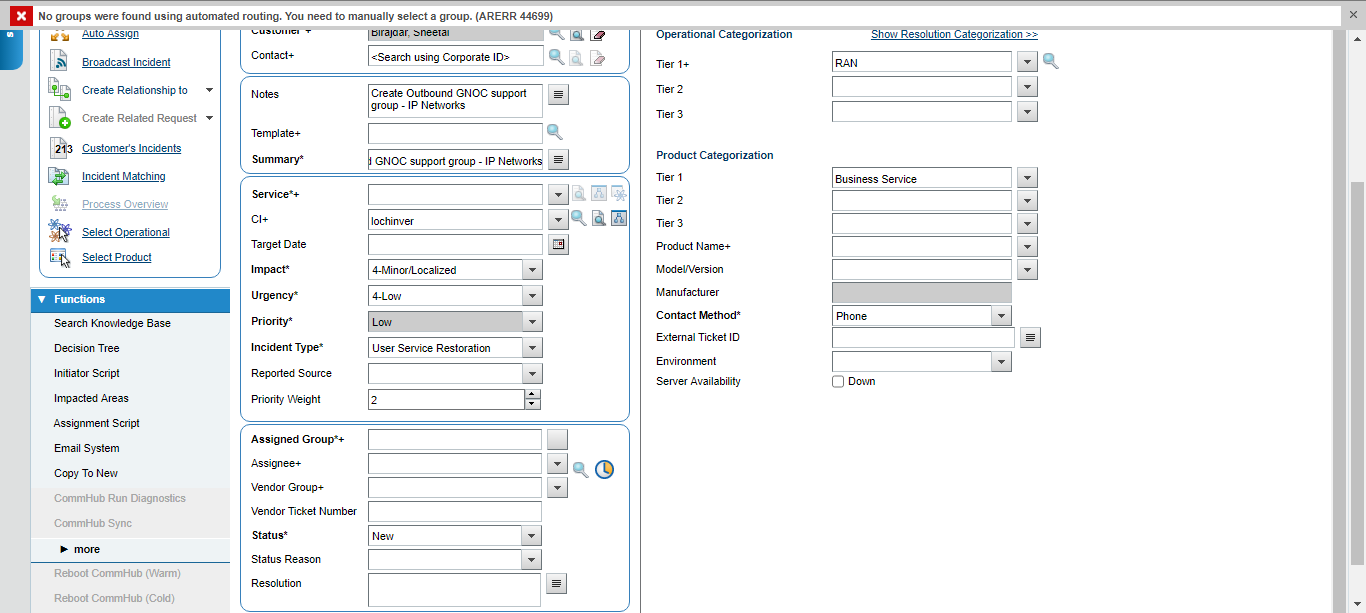 No groups were found using automated routing. You need to manually select a group. (ARERR 44699)
Auto Assign
Broadcast Incident
Create Relationship to
Create Related Request
213 Customer's Incidents
Incident Matching
Process Overview
Select Operational
Select Product
Functions
Search Knowledge Base
Decision Tree
Initiator Script
Impacted Areas
Assignment Script
Email System
Copy To New
CommHub Run Diagnostics
CommHub Sync
more
Reboot CommHub (Warm)
Reboot CommHub (Cold)
Customer + Birajdar, Sheetal
Contact+ <Search using Corporate ID>
Notes Create Outbound GNOC support
group - IP Networks
Template+
Summary* GNOC support group - IP Networks
Service*+
CI+ lochinver
Target Date
Impact* 4-Minor/Localized
Urgency* 4-Low
Priority* Low
Incident Type* User Service Restoration
Reported Source
Priority Weight 2
Assigned Group*+
Assignee+
Vendor Group+
Vendor Ticket Number
Status* New
Status Reason
Resolution
Operational Categorization Show Resolution Categorization >>
Tier 1+ RAN
Tier 2
Tier 3
Product Categorization
Tier 1 Business Service
Tier 2
Tier 3
Product Name+
Model/Version
Manufacturer
Contact Method* Phone
External Ticket ID
Environment
Server Availability Down